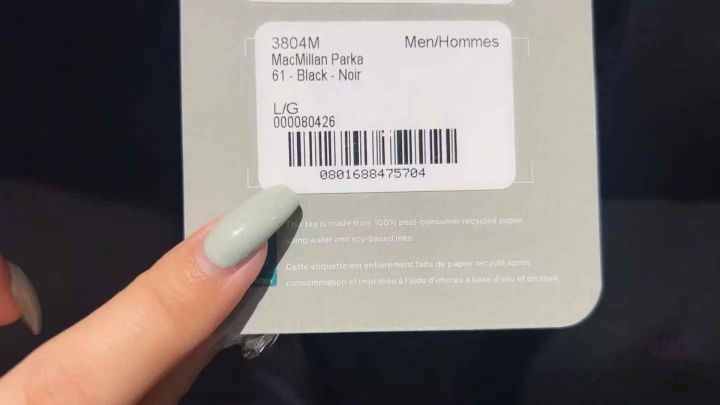 3804M Men/Hommes
MacMillan Parka
61 - Black - Noir
L/G
000080426
0801688475704
This tag is made from 100% post-consumer recycled paper
using water and soy-based inks.
Cette étiquette est entièrement faite de papier recyclé après
consommation et imprimée à l'aide d'encres à base d'eau et de soya.